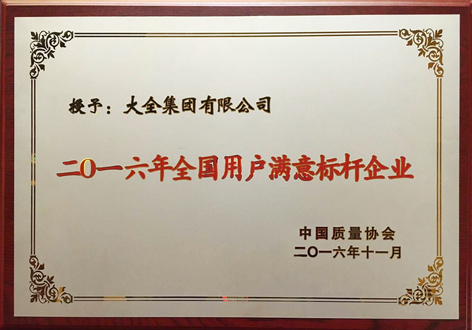 授予：大全集团有限公司
二〇一六年全国用户满意标杆企业
中国质量协会
二〇一六年十一月